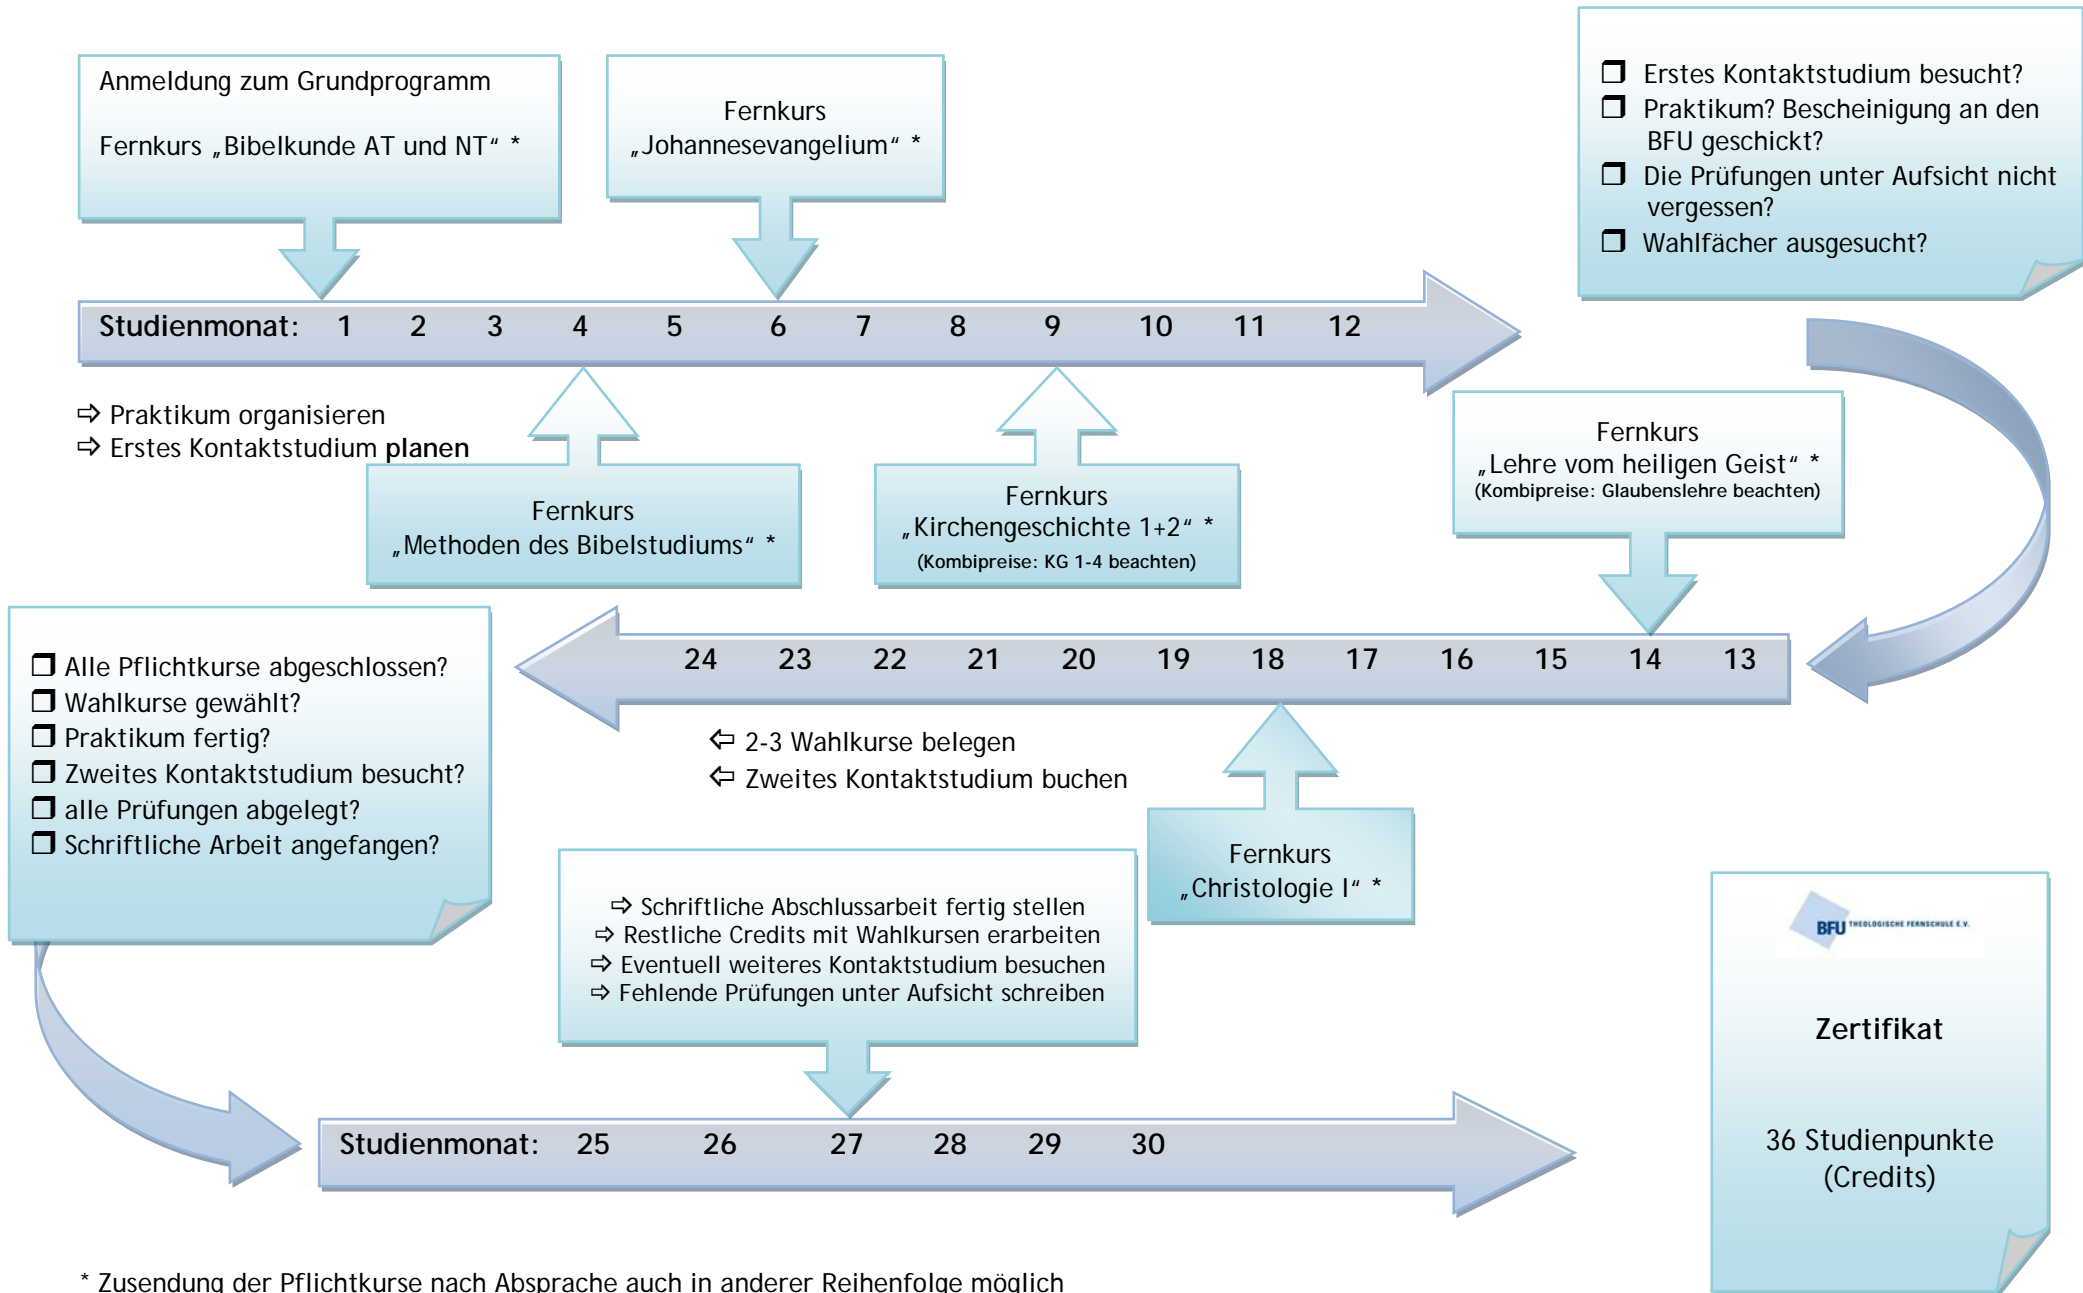 Anmeldung zum Grundprogramm
Fernkurs „Bibelkunde AT und NT“ *
Fernkurs
„Johannesevangelium“ *
❒ Erstes Kontaktstudium besucht?
❒ Praktikum? Bescheinigung an den
BFU geschickt?
❒ Die Prüfungen unter Aufsicht nicht
vergessen?
❒ Wahlfächer ausgesucht?
Studienmonat: 1 2 3 4 5 6 7 8 9 10 11 12
⇨ Praktikum organisieren
⇨ Erstes Kontaktstudium planen
Fernkurs
„Methoden des Bibelstudiums“ *
Fernkurs
„Kirchengeschichte 1+2“ *
(Kombipreise: KG 1-4 beachten)
Fernkurs
„Lehre vom heiligen Geist“ *
(Kombipreise: Glaubenslehre beachten)
24 23 22 21 20 19 18 17 16 15 14 13
❒ Alle Pflichtkurse abgeschlossen?
❒ Wahlkurse gewählt?
❒ Praktikum fertig?
❒ Zweites Kontaktstudium besucht?
❒ alle Prüfungen abgelegt?
❒ Schriftliche Arbeit angefangen?
⇦ 2-3 Wahlkurse belegen
⇦ Zweites Kontaktstudium buchen
Fernkurs
„Christologie I“ *
⇨ Schriftliche Abschlussarbeit fertig stellen
⇨ Restliche Credits mit Wahlkursen erarbeiten
⇨ Eventuell weiteres Kontaktstudium besuchen
⇨ Fehlende Prüfungen unter Aufsicht schreiben
Studienmonat: 25 26 27 28 29 30
BFU THEOLOGISCHE FERNSCHULE E.V.
Zertifikat
36 Studienpunkte
(Credits)
* Zusendung der Pflichtkurse nach Absprache auch in anderer Reihenfolge möglich